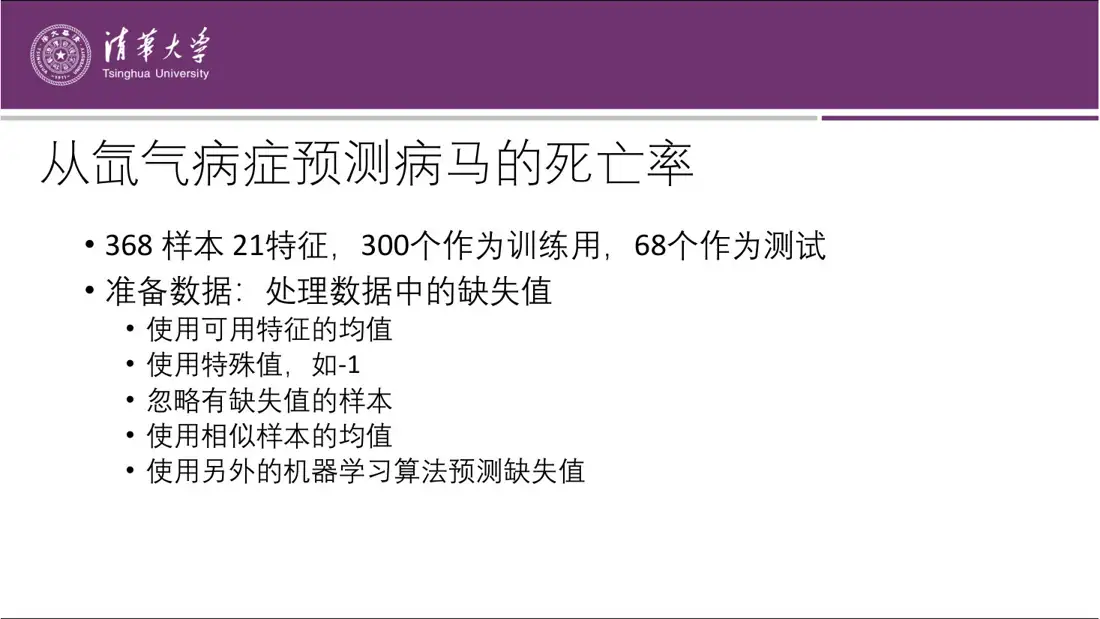 清华大学
Tsinghua University
从氙气病症预测病马的死亡率
• 368 样本 21特征，300个作为训练用，68个作为测试
• 准备数据：处理数据中的缺失值
• 使用可用特征的均值
• 使用特殊值，如-1
• 忽略有缺失值的样本
• 使用相似样本的均值
• 使用另外的机器学习算法预测缺失值